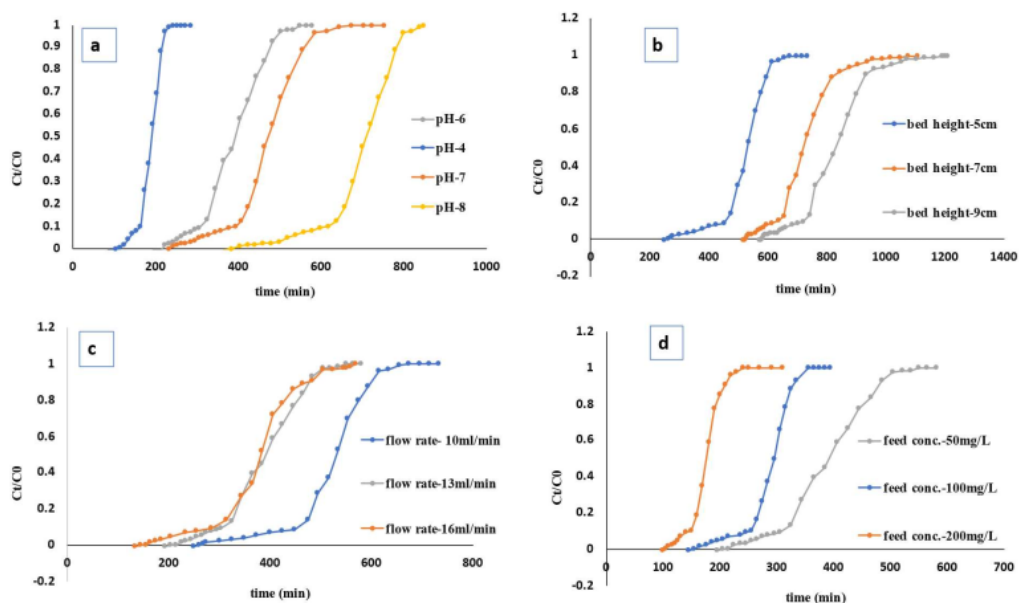 a
1
0.9
0.8
0.7
0.6
0.5
0.4
0.3
0.2
0.1
0
Ct/C0
0 200 400 600 800 1000
time (min)
pH-6
pH-4
pH-7
pH-8
b
1.2
1
0.8
0.6
0.4
0.2
0
-0.2
Ct/C0
0 200 400 600 800 1000 1200 1400
time (min)
bed height-5cm
bed height-7cm
bed height-9cm
c
1.2
1
0.8
0.6
0.4
0.2
0
-0.2
Ct/C0
0 200 400 600 800
time (min)
flow rate- 10ml/min
flow rate-13ml/min
flow rate-16ml/min
d
1.2
1
0.8
0.6
0.4
0.2
0
-0.2
Ct/C0
0 100 200 300 400 500 600 700
time (min)
feed conc.-50mg/L
feed conc.-100mg/L
feed conc.-200mg/L